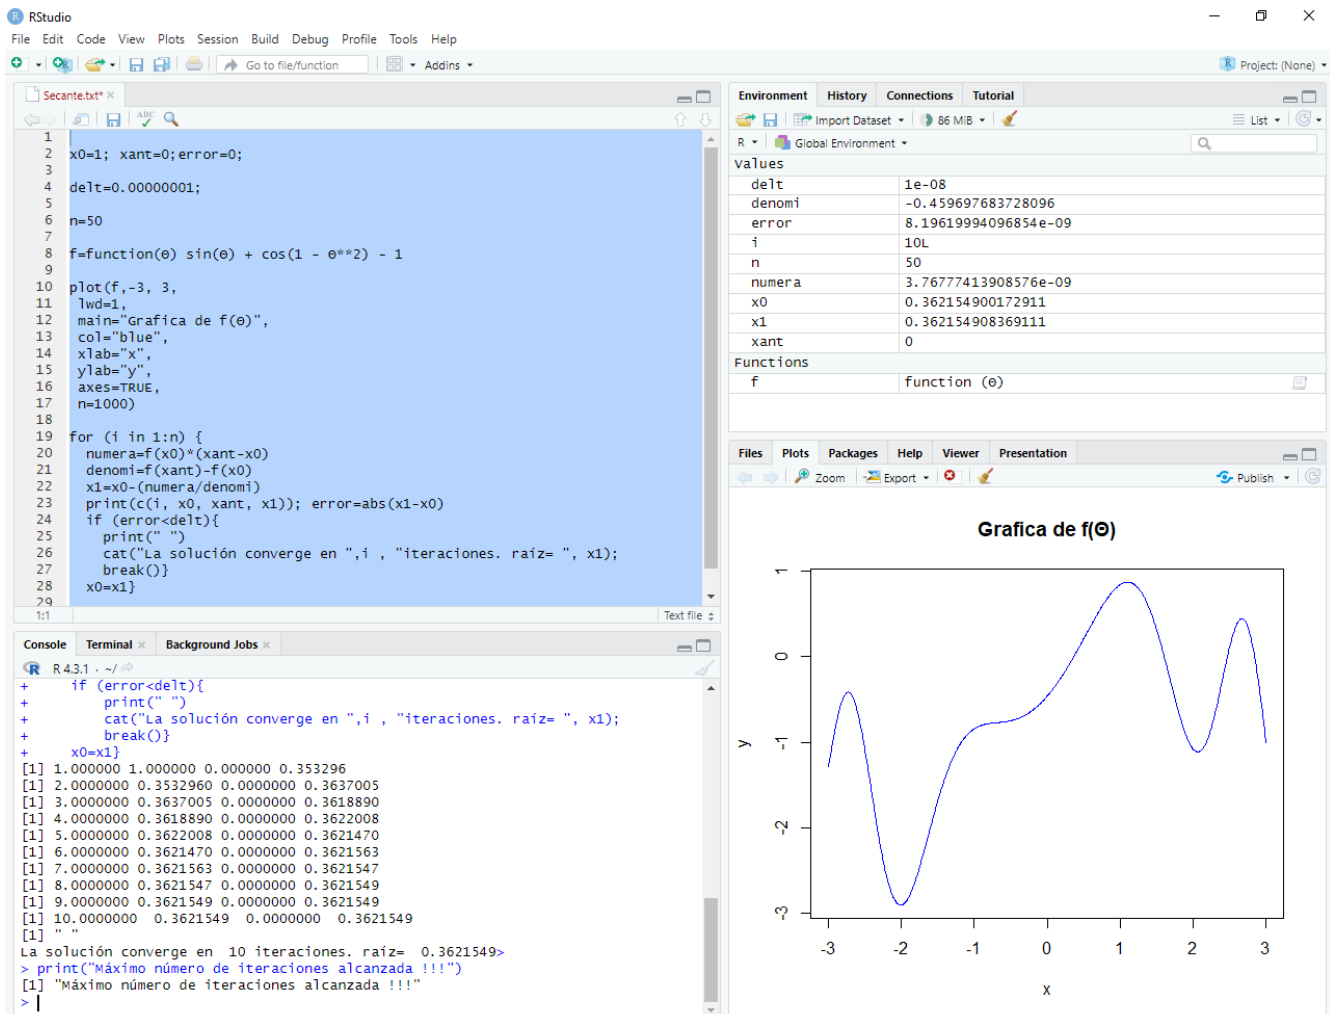 RStudio
File Edit Code View Plots Session Build Debug Profile Tools Help
Go to file/function
Addins
Project: (None)
Secante.txt*
ABC
1
2 x0=1; xant=0;error=0;
3
4 delt=0.00000001;
5
6 n=50
7
8 f=function(Θ) sin(Θ) + cos(1 - Θ**2) - 1
9
10 plot(f,-3, 3,
11 lwd=1,
12 main="Grafica de f(Θ)",
13 col="blue",
14 xlab="x",
15 ylab="y",
16 axes=TRUE,
17 n=1000)
18
19 for (i in 1:n) {
20 numera=f(x0)*(xant-x0)
21 denomi=f(xant)-f(x0)
22 x1=x0-(numera/denomi)
23 print(c(i, x0, xant, x1)); error=abs(x1-x0)
24 if (error<delt){
25 print(" ")
26 cat("La solución converge en ",i , "iteraciones. raíz= ", x1);
27 break()}
28 x0=x1}
29
1:1
Text file
Console Terminal Background Jobs
R 4.3.1 · ~/
+ if (error<delt){
+ print(" ")
+ cat("La solución converge en ",i , "iteraciones. raíz= ", x1);
+ break()}
+ x0=x1}
[1] 1.000000 1.000000 0.000000 0.353296
[1] 2.0000000 0.3532960 0.0000000 0.3637005
[1] 3.0000000 0.3637005 0.0000000 0.3618890
[1] 4.0000000 0.3618890 0.0000000 0.3622008
[1] 5.0000000 0.3622008 0.0000000 0.3621470
[1] 6.0000000 0.3621470 0.0000000 0.3621563
[1] 7.0000000 0.3621563 0.0000000 0.3621547
[1] 8.0000000 0.3621547 0.0000000 0.3621549
[1] 9.0000000 0.3621549 0.0000000 0.3621549
[1] 10.0000000 0.3621549 0.0000000 0.3621549
[1] " "
La solución converge en 10 iteraciones. raíz= 0.3621549>
> print("Máximo número de iteraciones alcanzada !!!")
[1] "Máximo número de iteraciones alcanzada !!!"
>
Environment History Connections Tutorial
Import Dataset 86 MiB List
R Global Environment
Values
delt 1e-08
denomi -0.459697683728096
error 8.19619994096854e-09
i 10L
n 50
numera 3.76777413908576e-09
x0 0.362154900172911
x1 0.362154908369111
xant 0
Functions
f function (Θ)
Files Plots Packages Help Viewer Presentation
Zoom Export Publish
Grafica de f(Θ)
1
0
-1
-2
-3
y
-3 -2 -1 0 1 2 3
x